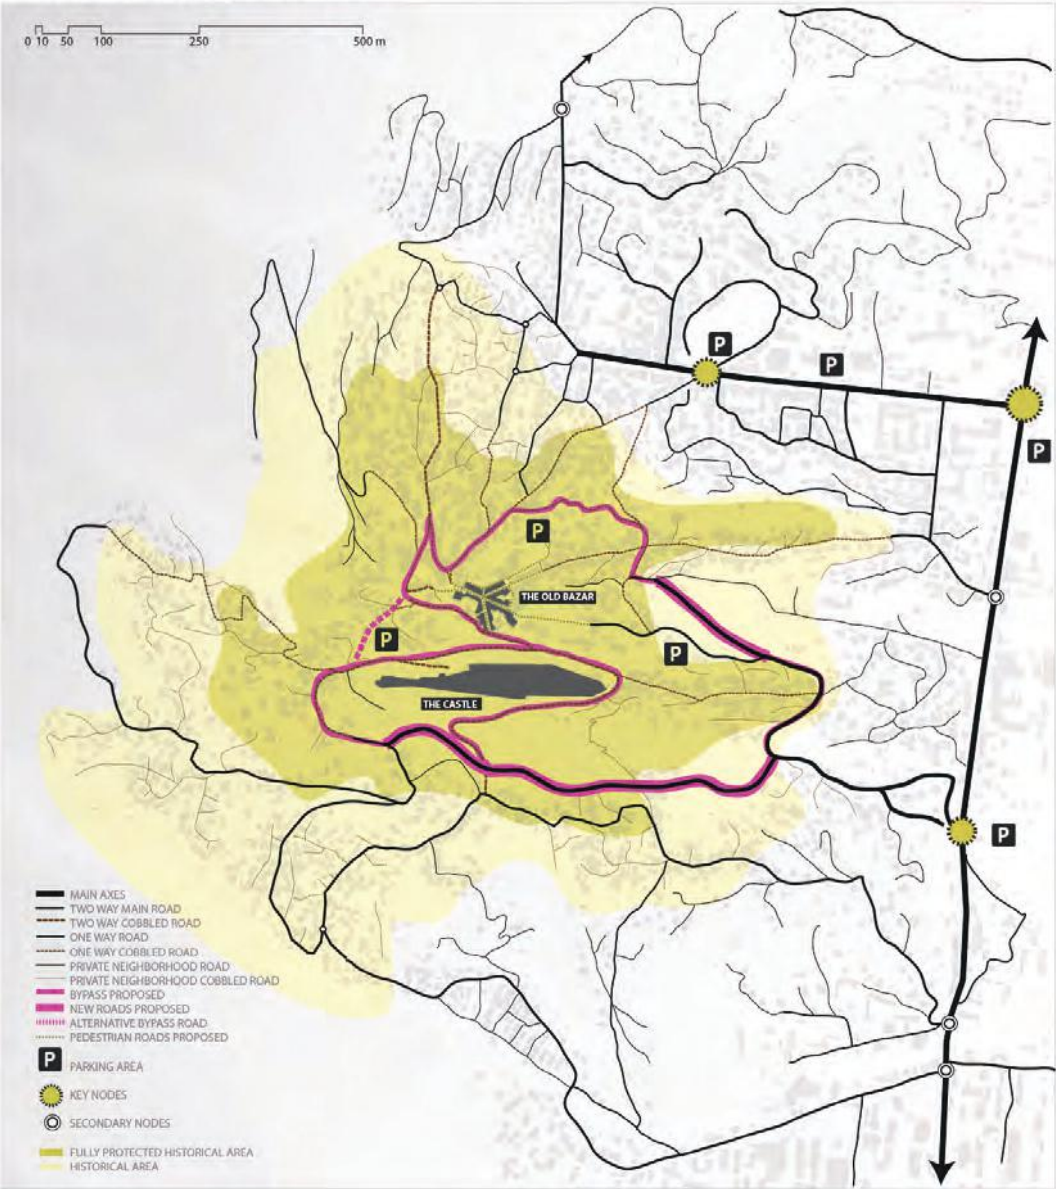 0 10 50 100 250 500 m
P
P
P
P
THE OLD BAZAR
P
P
THE CASTLE
P
MAIN AXES
TWO WAY MAIN ROAD
TWO WAY COBBLED ROAD
ONE WAY ROAD
ONE WAY COBBLED ROAD
PRIVATE NEIGHBORHOOD ROAD
PRIVATE NEIGHBORHOOD COBBLED ROAD
BYPASS PROPOSED
NEW ROADS PROPOSED
ALTERNATIVE BYPASS ROAD
PEDESTRIAN ROADS PROPOSED
P PARKING AREA
KEY NODES
SECONDARY NODES
FULLY PROTECTED HISTORICAL AREA
HISTORICAL AREA